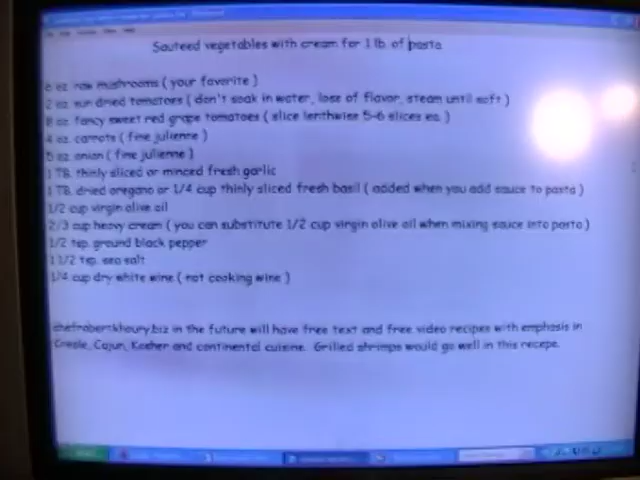 Sauteed vegetables with cream for 1 lb. of pasta
8 oz. raw mushrooms ( your favorite )
2 oz. sun dried tomatoes ( don't soak in water, loss of flavor, steam until soft )
8 oz. fancy sweet red grape tomatoes ( slice lenthwise 5-6 slices ea. )
4 oz. carrots ( fine julienne )
5 oz. onion ( fine julienne )
1 TB. thinly sliced or minced fresh garlic
1 TB. dried oregano or 1/4 cup thinly sliced fresh basil ( added when you add sauce to pasta )
1/2 cup virgin olive oil
2/3 cup heavy cream ( you can substitute 1/2 cup virgin olive oil when mixing sauce into pasta )
1/2 tsp. ground black pepper
1 1/2 tsp. sea salt
1/4 cup dry white wine ( not cooking wine )
chefrobertkhoury.biz in the future will have free text and free video recipes with emphasis in
Creole, Cajun, Kosher and continental cuisine. Grilled shrimps would go well in this recepe.